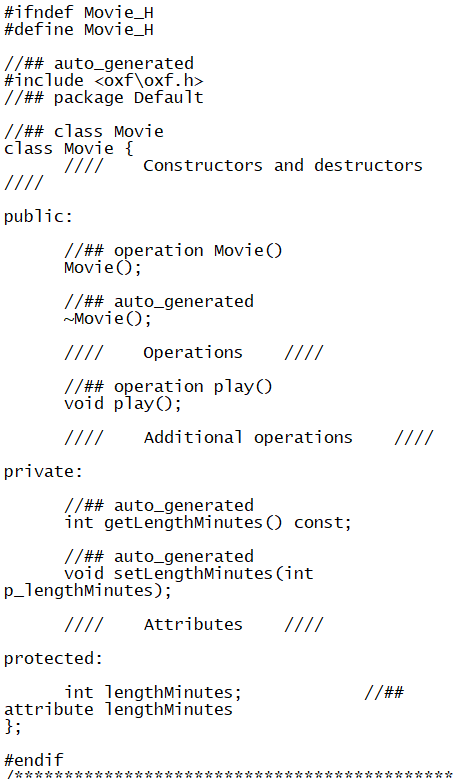 #ifndef Movie_H
#define Movie_H
//## auto_generated
#include <oxf\oxf.h>
//## package Default
//## class Movie
class Movie {
////    Constructors and destructors
////
public:
//## operation Movie()
Movie();
//## auto_generated
~Movie();
////    Operations    ////
//## operation play()
void play();
////    Additional operations    ////
private:
//## auto_generated
int getLengthMinutes() const;
//## auto_generated
void setLengthMinutes(int
p_lengthMinutes);
////    Attributes    ////
protected:
int lengthMinutes;            //##
attribute lengthMinutes
};
#endif
/********************************************